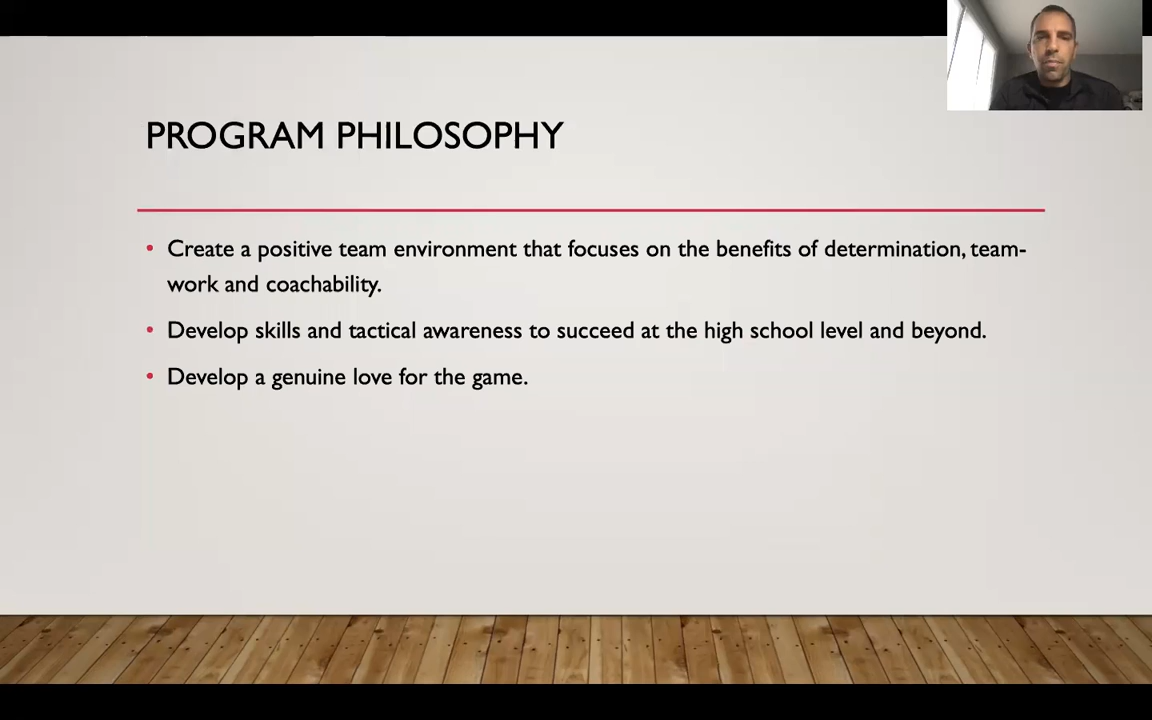 PROGRAM PHILOSOPHY
• Create a positive team environment that focuses on the benefits of determination, team-
work and coachability.
• Develop skills and tactical awareness to succeed at the high school level and beyond.
• Develop a genuine love for the game.